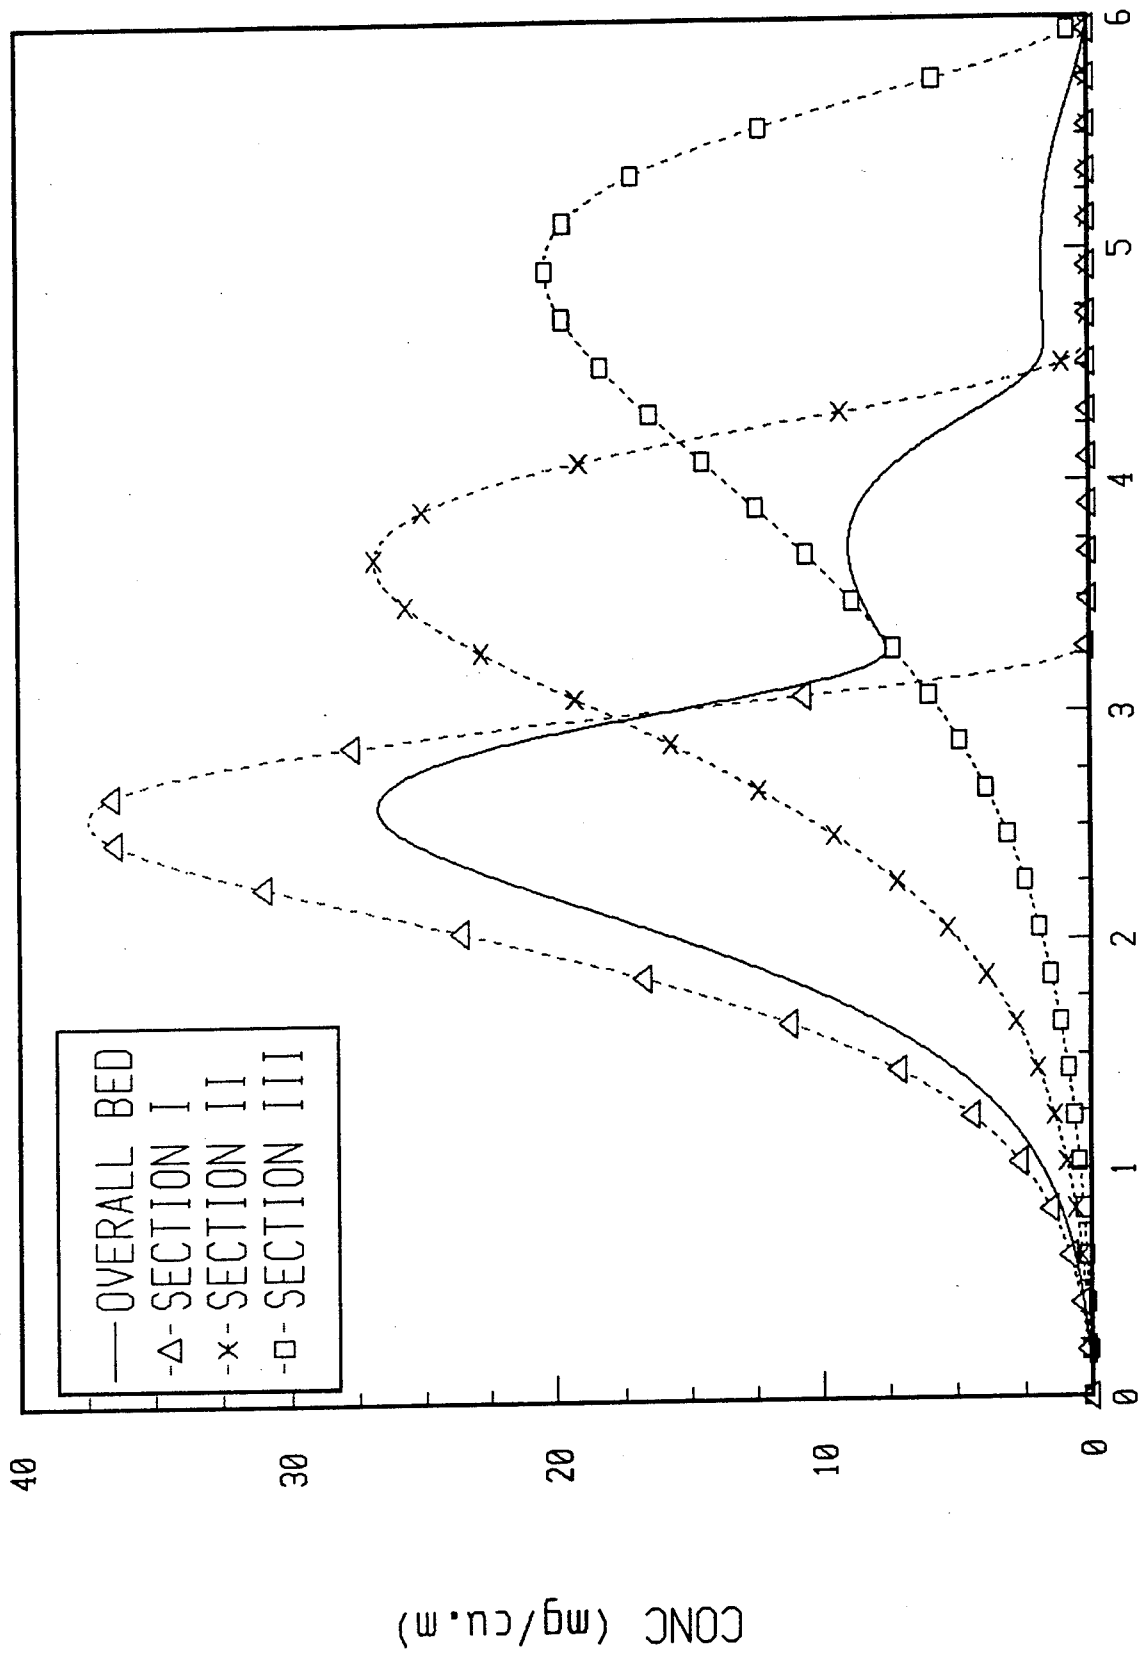 OVERALL BED
SECTION I
SECTION II
SECTION III
40
30
20
10
0
CONC (mg/cu.m)
0 1 2 3 4 5 6